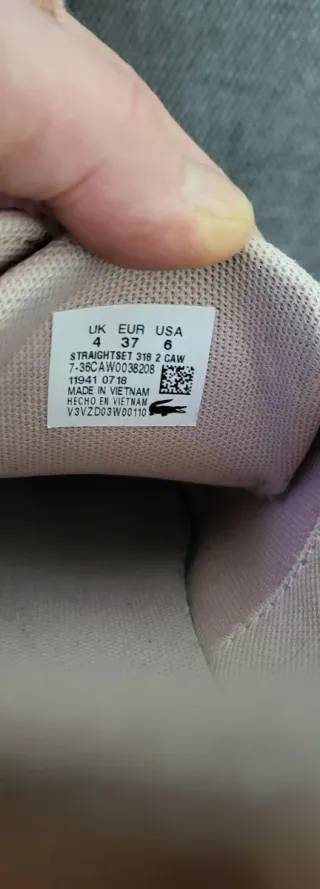 UK EUR USA
4 37 6
STRAIGHTSET 318 2 CAW
7-36CAW0038208
11941 0718
MADE IN VIETNAM
HECHO EN VIETNAM
V3VZD03W00110